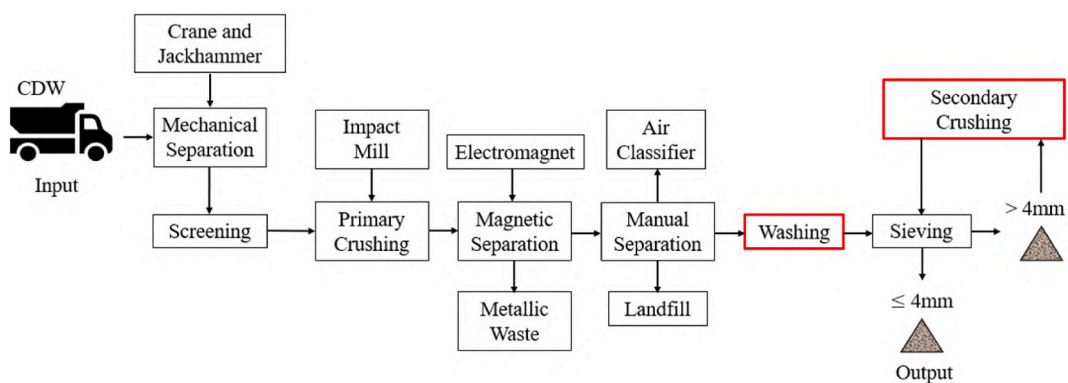 Crane and
Jackhammer
CDW
Input
Mechanical
Separation
Screening
Impact
Mill
Primary
Crushing
Electromagnet
Magnetic
Separation
Metallic
Waste
Air
Classifier
Manual
Separation
Landfill
Washing
Secondary
Crushing
Sieving
> 4mm
≤ 4mm
Output